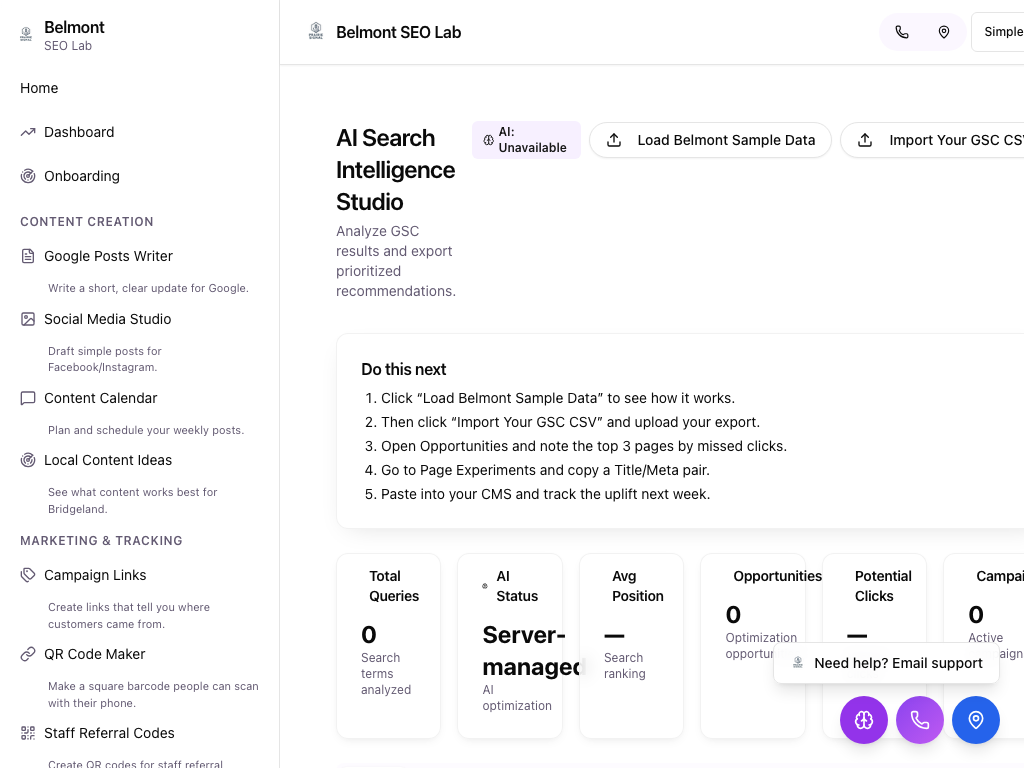 Belmont
SEO Lab
Home
Dashboard
Onboarding
CONTENT CREATION
Google Posts Writer
Write a short, clear update for Google.
Social Media Studio
Draft simple posts for
Facebook/Instagram.
Content Calendar
Plan and schedule your weekly posts.
Local Content Ideas
See what content works best for
Bridgeland.
MARKETING & TRACKING
Campaign Links
Create links that tell you where
customers came from.
QR Code Maker
Make a square barcode people can scan
with their phone.
Staff Referral Codes
Create QR codes for staff referral
Belmont SEO Lab
Simple
AI Search
Intelligence
Studio
Analyze GSC
results and export
prioritized
recommendations.
AI:
Unavailable
Load Belmont Sample Data
Import Your GSC CSV
Do this next
1. Click “Load Belmont Sample Data” to see how it works.
2. Then click “Import Your GSC CSV” and upload your export.
3. Open Opportunities and note the top 3 pages by missed clicks.
4. Go to Page Experiments and copy a Title/Meta pair.
5. Paste into your CMS and track the uplift next week.
Total
Queries
0
Search
terms
analyzed
AI
Status
Server-
managed
AI
optimization
Avg
Position
—
Search
ranking
Opportunities
0
Optimization
Potential
Clicks
—
0
Active
Need help? Email support